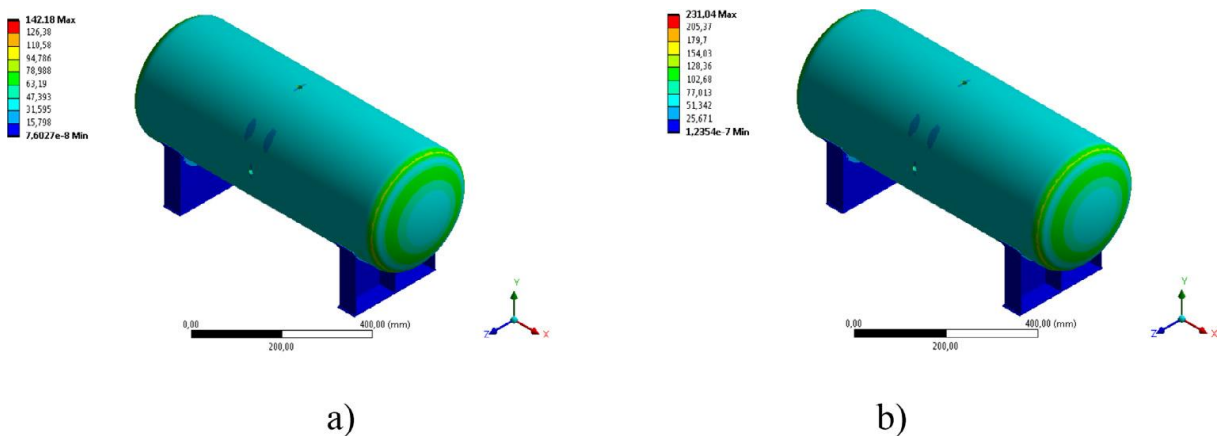 142.18 Max
126,38
110,58
94,786
78,988
63,19
47,393
31,595
15,798
7,6027e-8 Min
0,00
400,00 (mm)
200,00
Y
Z
X
a)
231,04 Max
205,37
179,7
154,03
128,36
102,68
77,013
51,342
25,671
1,2354e-7 Min
0,00
400,00 (mm)
200,00
Y
Z
X
b)